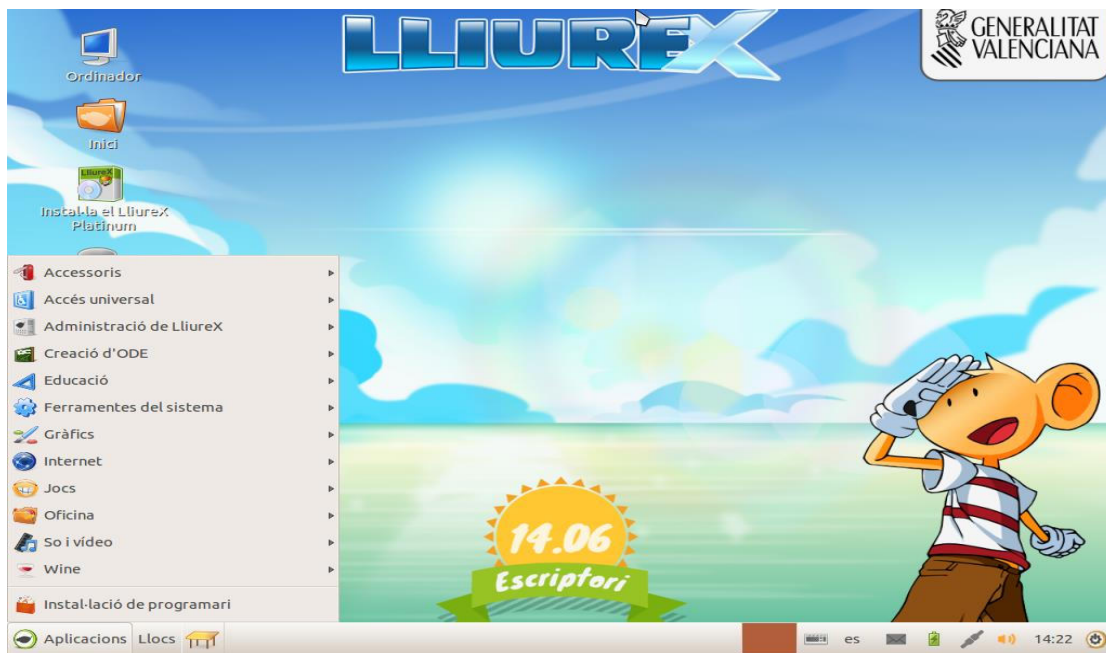 LLIUREX
GENERALITAT
VALENCIANA
Ordinador
Inici
LliureX
Instal·la el LliureX
Platinum
Accessoris
Accés universal
Administració de LliureX
Creació d'ODE
Educació
Ferramentes del sistema
Gràfics
Internet
Jocs
Oficina
So i vídeo
Wine
Instal·lació de programari
14.06
Escriptori
Aplicacions Llocs es 14:22